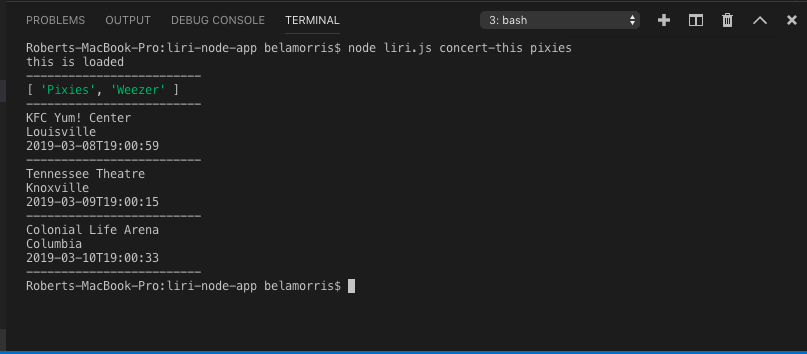 PROBLEMS OUTPUT DEBUG CONSOLE TERMINAL 3: bash
Roberts-MacBook-Pro:liri-node-app belamorris$ node liri.js concert-this pixies
this is loaded
-------------------------
[ 'Pixies', 'Weezer' ]
-------------------------
KFC Yum! Center
Louisville
2019-03-08T19:00:59
-------------------------
Tennessee Theatre
Knoxville
2019-03-09T19:00:15
-------------------------
Colonial Life Arena
Columbia
2019-03-10T19:00:33
-------------------------
Roberts-MacBook-Pro:liri-node-app belamorris$